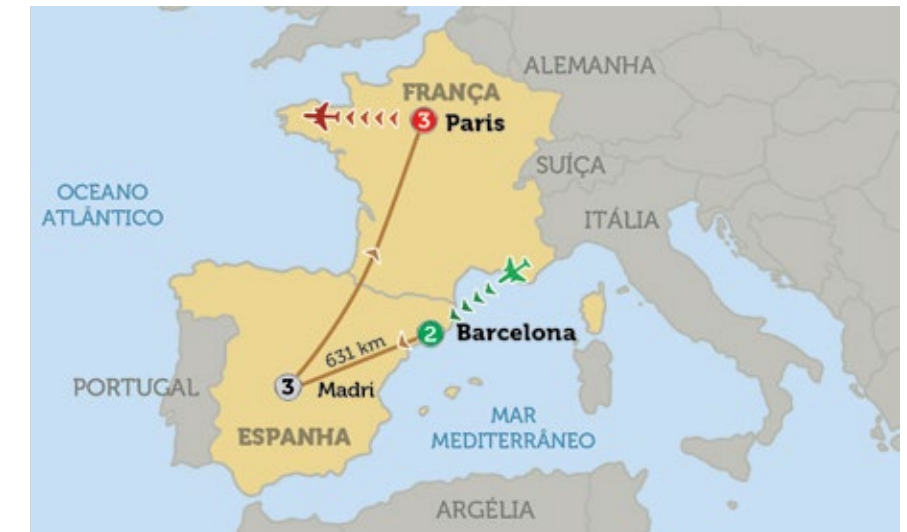 ALEMANHA
FRANÇA
3 Paris
SUÍÇA
OCEANO
ATLÂNTICO
ITÁLIA
2 Barcelona
631 km
PORTUGAL
3 Madri
MAR
MEDITERRÂNEO
ESPANHA
ARGÉLIA